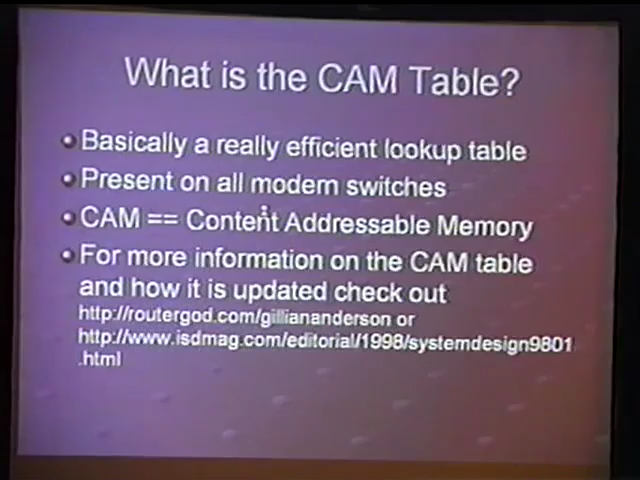 What is the CAM Table?
Basically a really efficient lookup table
Present on all modern switches
CAM == Content Addressable Memory
For more information on the CAM table
and how it is updated check out
http://routergod.com/gilliananderson or
http://www.isdmag.com/editorial/1998/systemdesign9801
.html